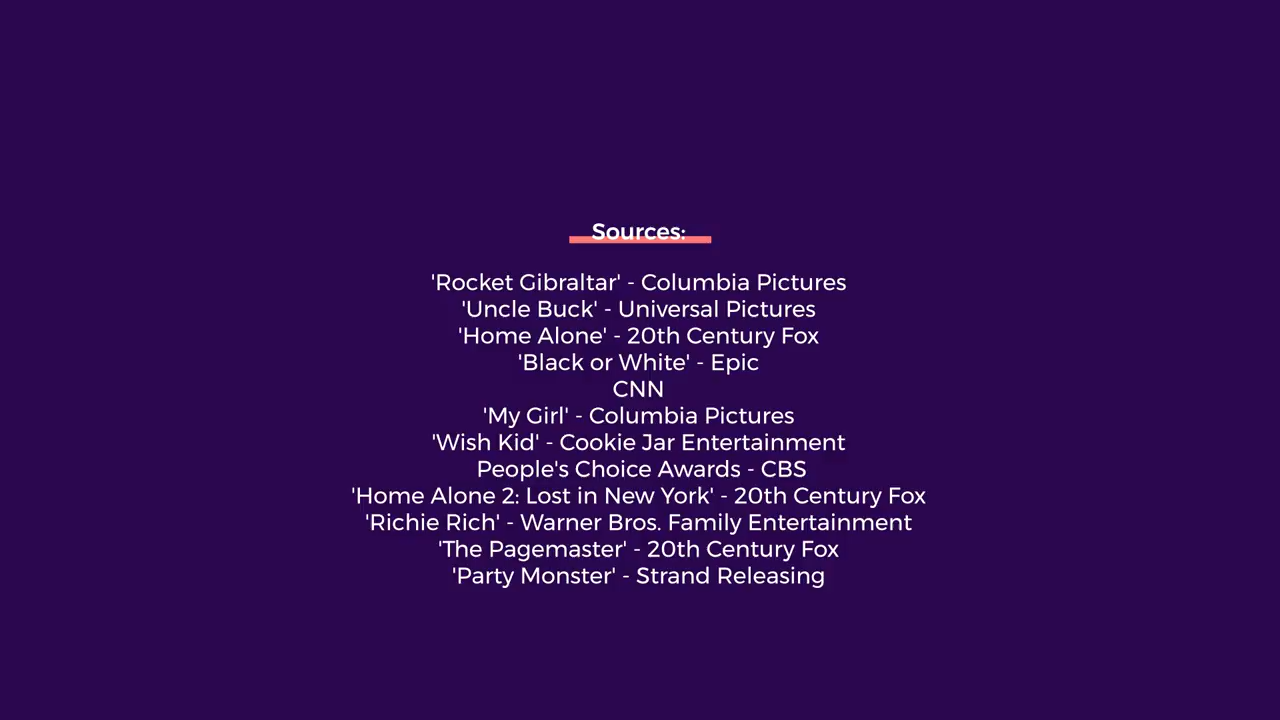 Sources:
'Rocket Gibraltar' - Columbia Pictures
'Uncle Buck' - Universal Pictures
'Home Alone' - 20th Century Fox
'Black or White' - Epic
CNN
'My Girl' - Columbia Pictures
'Wish Kid' - Cookie Jar Entertainment
People's Choice Awards - CBS
'Home Alone 2: Lost in New York' - 20th Century Fox
'Richie Rich' - Warner Bros. Family Entertainment
'The Pagemaster' - 20th Century Fox
'Party Monster' - Strand Releasing